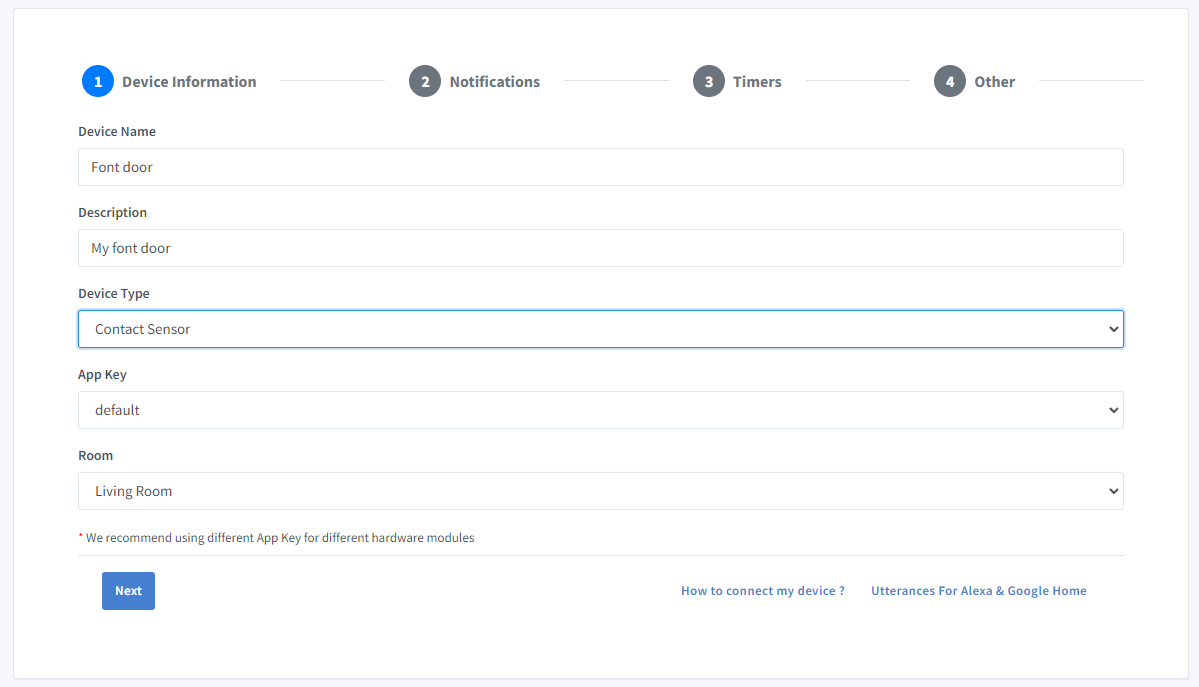 1 Device Information 2 Notifications 3 Timers 4 Other
Device Name
Font door
Description
My font door
Device Type
Contact Sensor
App Key
default
Room
Living Room
* We recommend using different App Key for different hardware modules
Next How to connect my device ? Utterances For Alexa & Google Home